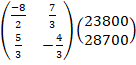 ( -8/2 7/3 ) ( 23800 )
( 5/3 -4/3 ) ( 28700 )